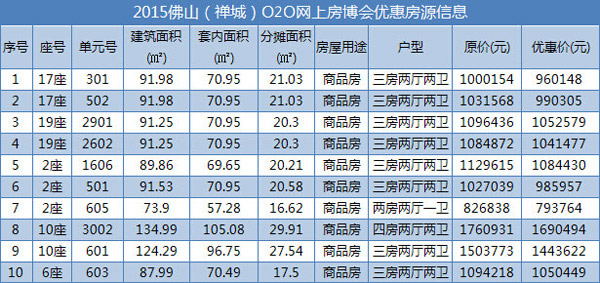 2015佛山（禅城）O2O网上房博会优惠房源信息
序号 座号 单元号 建筑面积(㎡) 套内面积(㎡) 分摊面积(㎡) 房屋用途 户型 原价(元) 优惠价(元)
1 17座 301 91.98 70.95 21.03 商品房 三房两厅两卫 1000154 960148
2 17座 502 91.98 70.95 21.03 商品房 三房两厅两卫 1031568 990305
3 19座 2901 91.25 70.95 20.3 商品房 三房两厅两卫 1096436 1052579
4 19座 2602 91.25 70.95 20.3 商品房 三房两厅两卫 1084872 1041477
5 2座 1606 89.86 69.65 20.21 商品房 三房两厅两卫 1129615 1084430
6 2座 501 91.53 70.95 20.58 商品房 三房两厅两卫 1027039 985957
7 2座 605 73.9 57.28 16.62 商品房 两房两厅一卫 826838 793764
8 10座 3002 134.99 105.08 29.91 商品房 四房两厅两卫 1760931 1690494
9 10座 601 124.29 96.75 27.54 商品房 三房两厅两卫 1503773 1443622
10 6座 603 87.99 70.49 17.5 商品房 三房两厅两卫 1094218 1050449